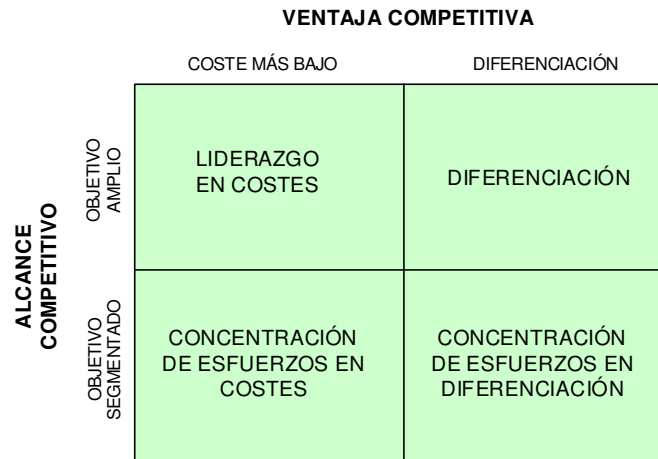 VENTAJA COMPETITIVA
COSTE MÁS BAJO
DIFERENCIACIÓN
ALCANCE
COMPETITIVO
OBJETIVO
AMPLIO
LIDERAZGO
EN COSTES
DIFERENCIACIÓN
OBJETIVO
SEGMENTADO
CONCENTRACIÓN
DE ESFUERZOS EN
COSTES
CONCENTRACIÓN
DE ESFUERZOS EN
DIFERENCIACIÓN